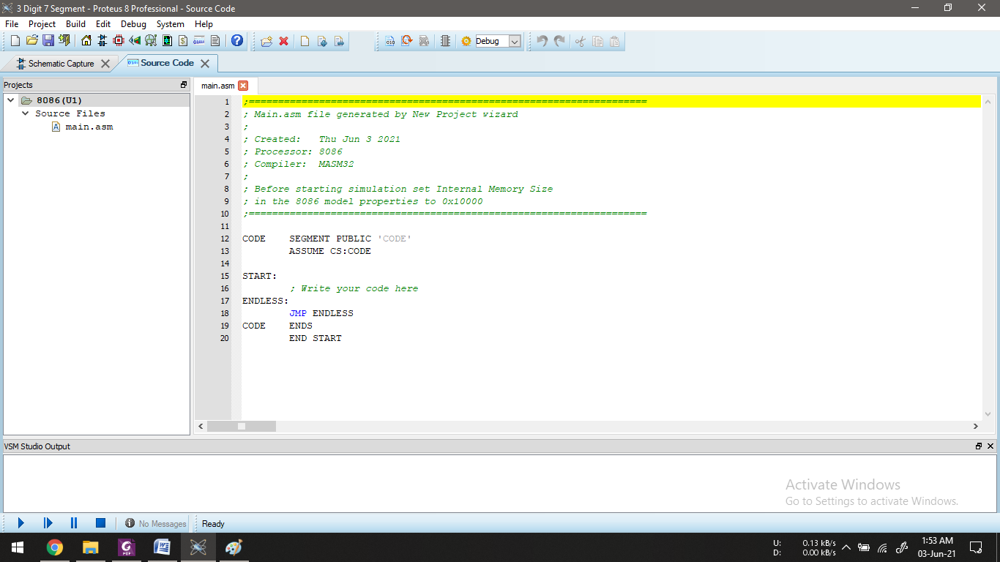 3 Digit 7 Segment - Proteus 8 Professional - Source Code
File Project Build Edit Debug System Help
Debug
Schematic Capture
Source Code
Projects
main.asm
8086(U1)
Source Files
main.asm
1 ;====================================================================
2 ; Main.asm file generated by New Project wizard
3 ;
4 ; Created:   Thu Jun 3 2021
5 ; Processor: 8086
6 ; Compiler:  MASM32
7 ;
8 ; Before starting simulation set Internal Memory Size
9 ; in the 8086 model properties to 0x10000
10 ;====================================================================
11
12 CODE    SEGMENT PUBLIC 'CODE'
13         ASSUME CS:CODE
14
15 START:
16         ; Write your code here
17 ENDLESS:
18         JMP ENDLESS
19 CODE    ENDS
20         END START
VSM Studio Output
Activate Windows
Go to Settings to activate Windows.
No Messages
Ready
U: 0.13 kB/s
D: 0.00 kB/s
1:53 AM
03-Jun-21